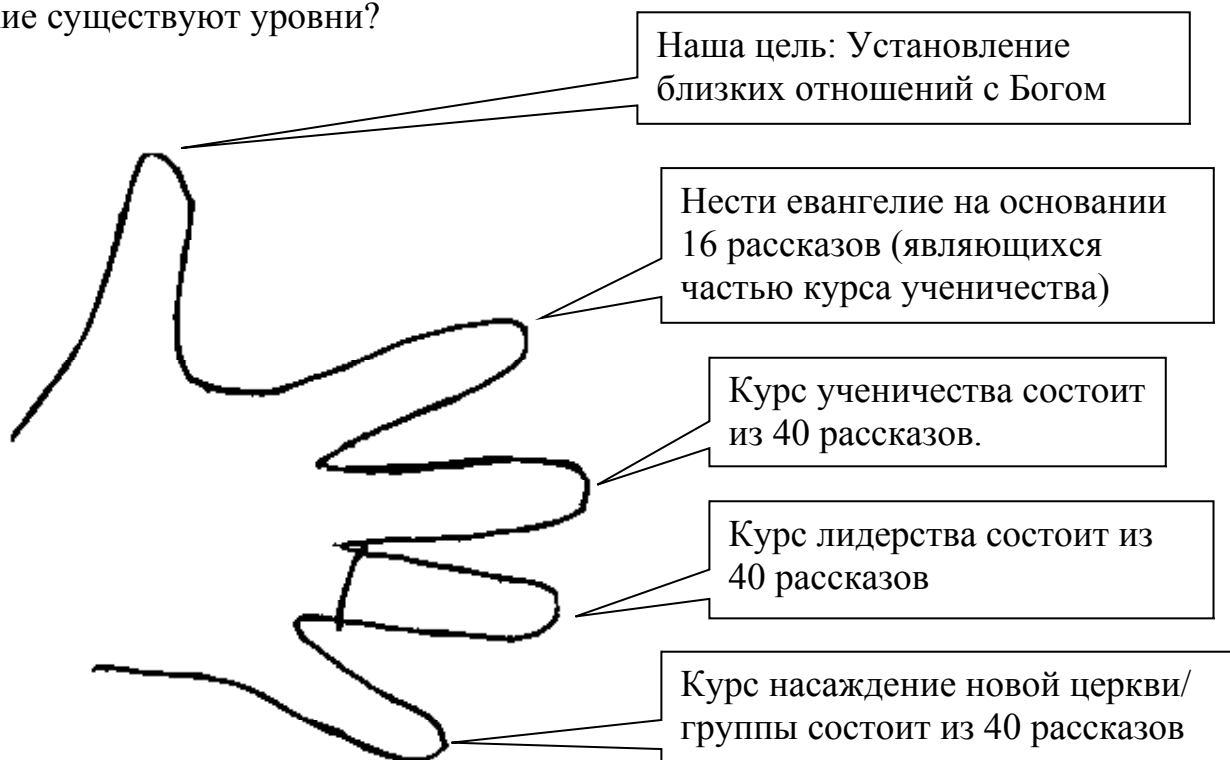 кие существуют уровни?
Наша цель: Установление
близких отношений с Богом
Нести евангелие на основании
16 рассказов (являющихся
частью курса ученичества)
Курс ученичества состоит
из 40 рассказов.
Курс лидерства состоит из
40 рассказов
Курс насаждение новой церкви/
группы состоит из 40 рассказов